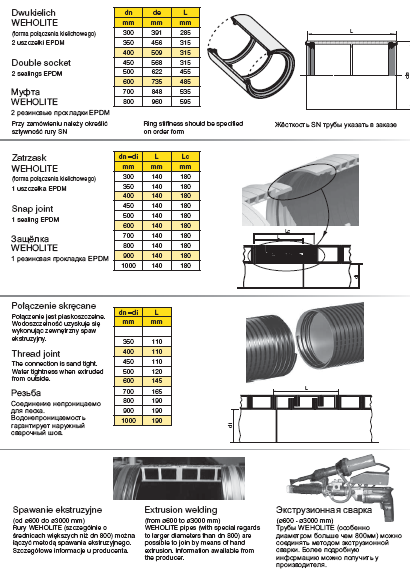 Dwukielich
WEHOLITE
(forma połączenia kielichowego)
2 uszczelki EPDM
Double socket
2 sealings EPDM
Муфта
WEHOLITE
2 резиновые прокладки EPDM
Przy zamówieniu należy określić
sztywność rury SN
dn de L
mm mm mm
300 391 285
350 456 315
400 509 315
450 568 315
500 622 455
600 735 485
700 848 535
800 960 595
Ring stiffness should be specified
on order form
L
de
Жёсткость SN трубы указать в заказе
Zatrzask
WEHOLITE
(forma połączenia kielichowego)
1 uszczelka EPDM
Snap joint
1 sealing EPDM
Защёлка
WEHOLITE
1 резиновая прокладка EPDM
dn=di L Lc
mm mm mm
300 140 180
350 140 180
400 140 180
450 140 180
500 140 180
600 140 180
700 140 180
800 140 180
900 140 180
1000 140 180
Lc
L
di
Połączenie skręcane
Połączenie jest piaskoszczelne.
Wodoszczelność uzyskuje się
wykonując zewnętrzny spaw
ekstruzyjny.
Thread joint
The connection is sand tight.
Water tightness when extruded
from outside.
Резьба
Соединение непроницаемо
для песка.
Водонепроницаемость
гарантирует наружный
сварочный шов.
dn=di L
mm mm
350 110
400 110
450 110
500 120
600 145
700 165
800 190
900 190
1000 190
L
di
Spawanie ekstruzyjne
(od ø600 do ø3000 mm)
Rury WEHOLITE (szczególnie o
średnicach większych niż dn 800) można
łączyć metodą spawania ekstruzyjnego.
Szczegółowe informacje u producenta.
Extrusion welding
(from ø600 to ø3000 mm)
WEHOLITE pipes (with special regards
to larger diameters than dn 800) are
possible to join by means of hand
extrusion. Information available from
the producer.
Экструзионная сварка
(ø600 - ø3000 mm)
Трубы WEHOLITE (особенно
диаметром больше чем 800мм) можно
соединять методом экструзионной
сварки. Более подробную
информацию можно получить у
производителя.